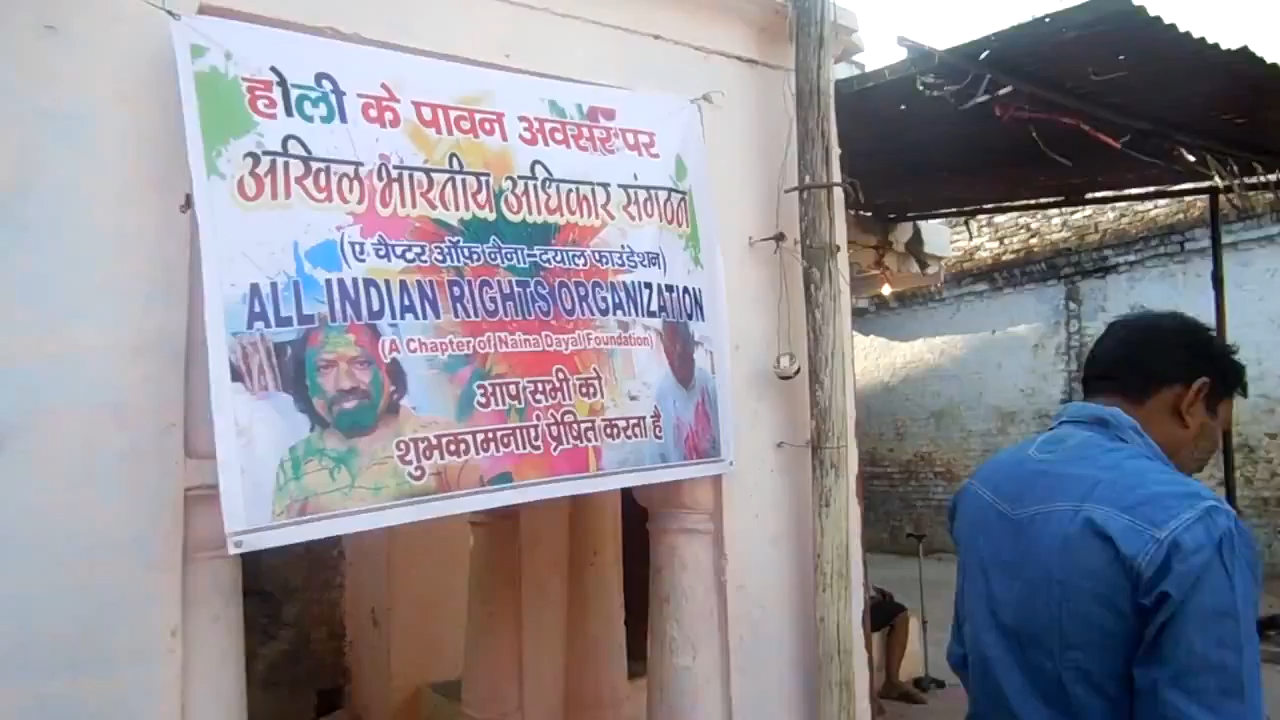 होली के पावन अवसर पर
अखिल भारतीय अधिकार संगठन
(ए चैप्टर ऑफ नैना-दयाल फाउंडेशन)
ALL INDIAN RIGHTS ORGANIZATION
(A Chapter of Naina Dayal Foundation)
आप सभी को
शुभकामनाएं प्रेषित करता है